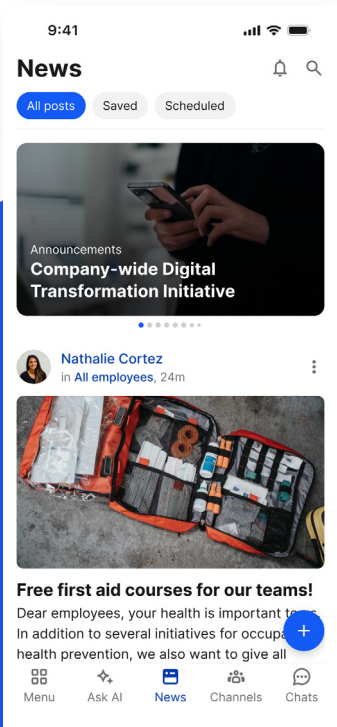 9:41
News
All posts
Saved
Scheduled
Announcements
Company-wide Digital
Transformation Initiative
Nathalie Cortez
in All employees, 24m
Free first aid courses for our teams!
Dear employees, your health is important
In addition to several initiatives for
health prevention, we also want to give all
Menu
Ask AI
News
Channels
Chats